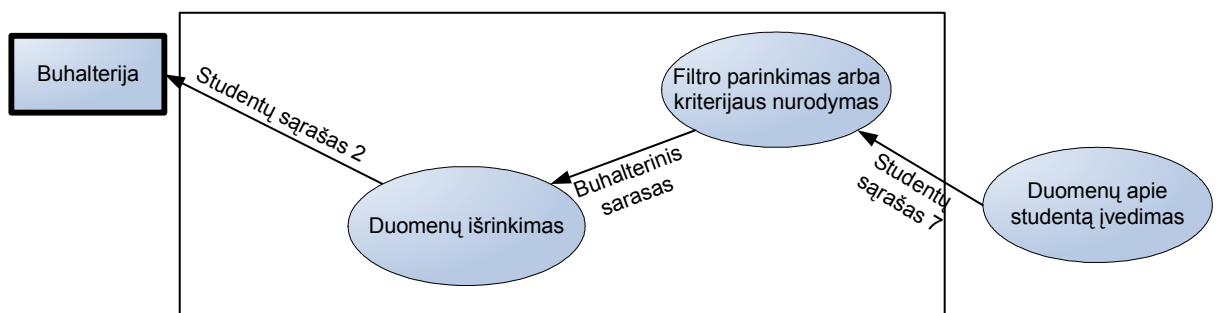 Buhalterija
Studentų sąrašas 2
Filtro parinkimas arba
kriterijaus nurodymas
Buhalterinis
sarasas
Studentų
sąrašas 7
Duomenų išrinkimas
Duomenų apie
studentą įvedimas